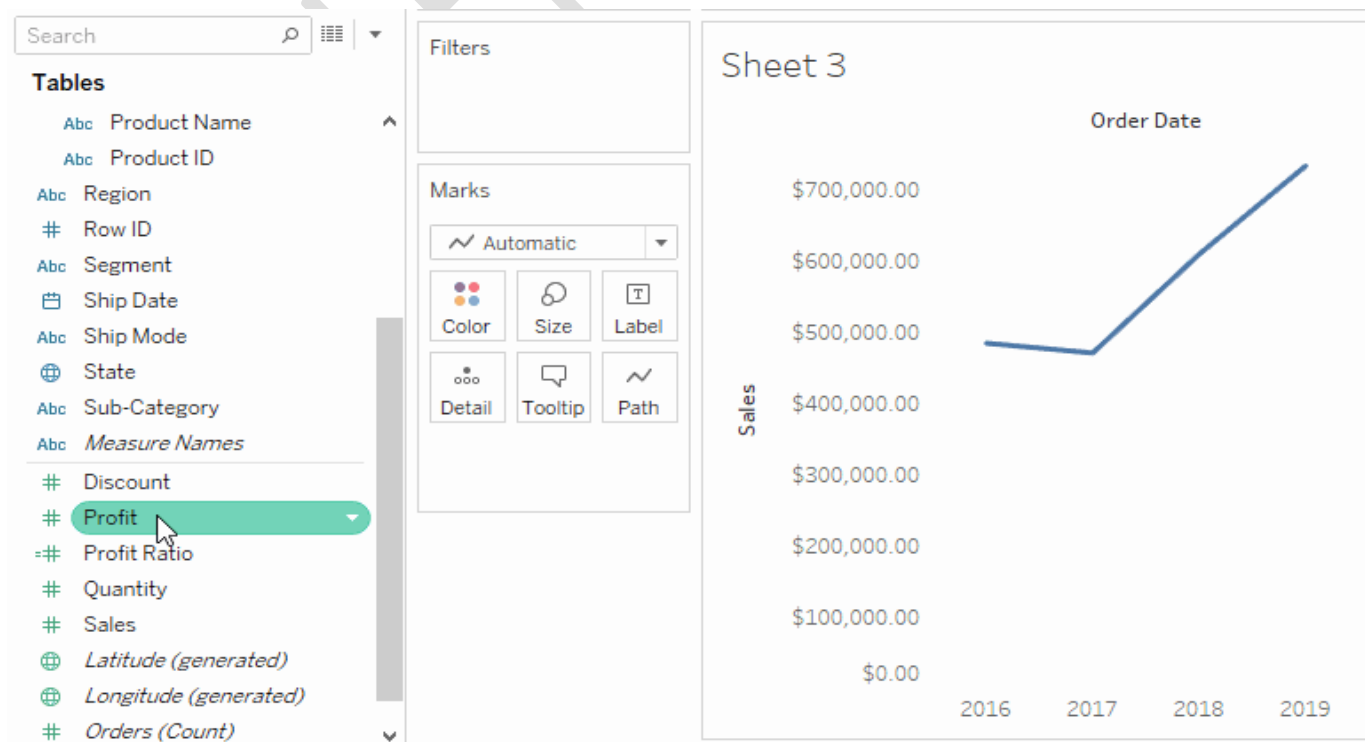 Search
Tables
Abc Product Name
Abc Product ID
Abc Region
# Row ID
Abc Segment
Ship Date
Abc Ship Mode
State
Abc Sub-Category
Abc Measure Names
# Discount
# Profit
=# Profit Ratio
# Quantity
# Sales
Latitude (generated)
Longitude (generated)
# Orders (Count)
Filters
Marks
Automatic
Color Size T Label
Detail Tooltip Path
Sheet 3
Order Date
Sales
$700,000.00
$600,000.00
$500,000.00
$400,000.00
$300,000.00
$200,000.00
$100,000.00
$0.00
2016 2017 2018 2019